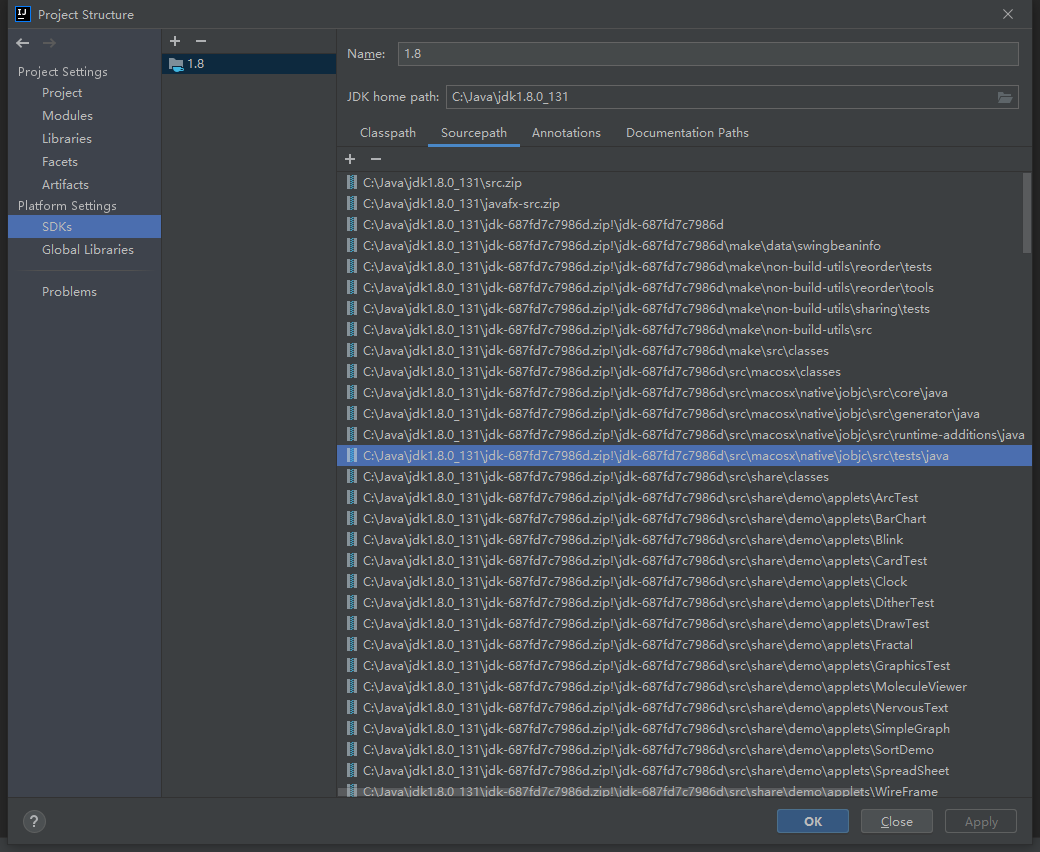 Project Structure
Project Settings
Project
Modules
Libraries
Facets
Artifacts
Platform Settings
SDKs
Global Libraries
Problems
1.8
Name: 1.8
JDK home path: C:\Java\jdk1.8.0_131
Classpath Sourcepath Annotations Documentation Paths
C:\Java\jdk1.8.0_131\src.zip
C:\Java\jdk1.8.0_131\javafx-src.zip
C:\Java\jdk1.8.0_131\jdk-687fd7c7986d.zip!\jdk-687fd7c7986d
C:\Java\jdk1.8.0_131\jdk-687fd7c7986d.zip!\jdk-687fd7c7986d\make\data\swingbeaninfo
C:\Java\jdk1.8.0_131\jdk-687fd7c7986d.zip!\jdk-687fd7c7986d\make\non-build-utils\reorder\tests
C:\Java\jdk1.8.0_131\jdk-687fd7c7986d.zip!\jdk-687fd7c7986d\make\non-build-utils\reorder\tools
C:\Java\jdk1.8.0_131\jdk-687fd7c7986d.zip!\jdk-687fd7c7986d\make\non-build-utils\sharing\tests
C:\Java\jdk1.8.0_131\jdk-687fd7c7986d.zip!\jdk-687fd7c7986d\make\non-build-utils\src
C:\Java\jdk1.8.0_131\jdk-687fd7c7986d.zip!\jdk-687fd7c7986d\make\src\classes
C:\Java\jdk1.8.0_131\jdk-687fd7c7986d.zip!\jdk-687fd7c7986d\src\macosx\classes
C:\Java\jdk1.8.0_131\jdk-687fd7c7986d.zip!\jdk-687fd7c7986d\src\macosx\native\jobjc\src\core\java
C:\Java\jdk1.8.0_131\jdk-687fd7c7986d.zip!\jdk-687fd7c7986d\src\macosx\native\jobjc\src\generator\java
C:\Java\jdk1.8.0_131\jdk-687fd7c7986d.zip!\jdk-687fd7c7986d\src\macosx\native\jobjc\src\runtime-additions\java
C:\Java\jdk1.8.0_131\jdk-687fd7c7986d.zip!\jdk-687fd7c7986d\src\macosx\native\jobjc\src\tests\java
C:\Java\jdk1.8.0_131\jdk-687fd7c7986d.zip!\jdk-687fd7c7986d\src\share\classes
C:\Java\jdk1.8.0_131\jdk-687fd7c7986d.zip!\jdk-687fd7c7986d\src\share\demo\applets\ArcTest
C:\Java\jdk1.8.0_131\jdk-687fd7c7986d.zip!\jdk-687fd7c7986d\src\share\demo\applets\BarChart
C:\Java\jdk1.8.0_131\jdk-687fd7c7986d.zip!\jdk-687fd7c7986d\src\share\demo\applets\Blink
C:\Java\jdk1.8.0_131\jdk-687fd7c7986d.zip!\jdk-687fd7c7986d\src\share\demo\applets\CardTest
C:\Java\jdk1.8.0_131\jdk-687fd7c7986d.zip!\jdk-687fd7c7986d\src\share\demo\applets\Clock
C:\Java\jdk1.8.0_131\jdk-687fd7c7986d.zip!\jdk-687fd7c7986d\src\share\demo\applets\DitherTest
C:\Java\jdk1.8.0_131\jdk-687fd7c7986d.zip!\jdk-687fd7c7986d\src\share\demo\applets\DrawTest
C:\Java\jdk1.8.0_131\jdk-687fd7c7986d.zip!\jdk-687fd7c7986d\src\share\demo\applets\Fractal
C:\Java\jdk1.8.0_131\jdk-687fd7c7986d.zip!\jdk-687fd7c7986d\src\share\demo\applets\GraphicsTest
C:\Java\jdk1.8.0_131\jdk-687fd7c7986d.zip!\jdk-687fd7c7986d\src\share\demo\applets\MoleculeViewer
C:\Java\jdk1.8.0_131\jdk-687fd7c7986d.zip!\jdk-687fd7c7986d\src\share\demo\applets\NervousText
C:\Java\jdk1.8.0_131\jdk-687fd7c7986d.zip!\jdk-687fd7c7986d\src\share\demo\applets\SimpleGraph
C:\Java\jdk1.8.0_131\jdk-687fd7c7986d.zip!\jdk-687fd7c7986d\src\share\demo\applets\SortDemo
C:\Java\jdk1.8.0_131\jdk-687fd7c7986d.zip!\jdk-687fd7c7986d\src\share\demo\applets\SpreadSheet
C:\Java\jdk1.8.0_131\jdk-687fd7c7986d.zip!\jdk-687fd7c7986d\src\share\demo\applets\WireFrame
? OK Close Apply